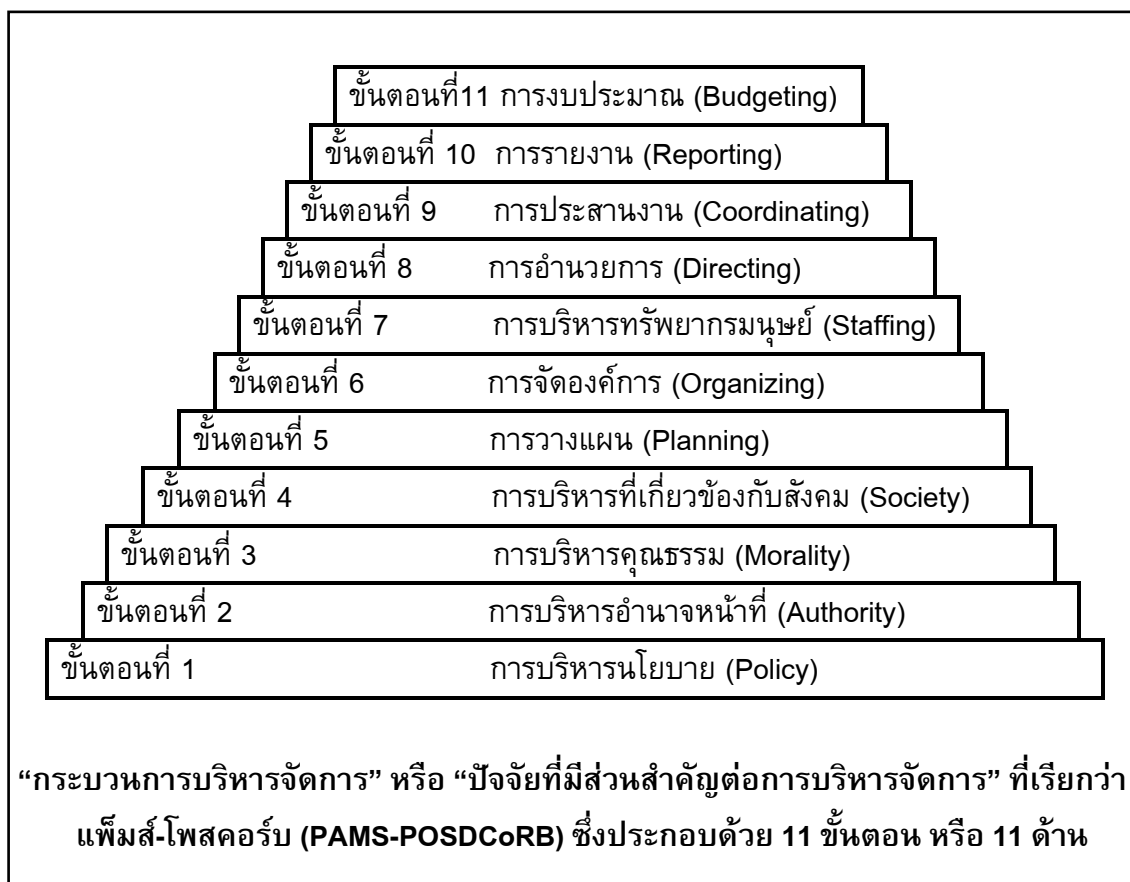 ขั้นตอนที่11 การงบประมาณ (Budgeting)
ขั้นตอนที่ 10 การรายงาน (Reporting)
ขั้นตอนที่ 9 การประสานงาน (Coordinating)
ขั้นตอนที่ 8 การอำนวยการ (Directing)
ขั้นตอนที่ 7 การบริหารทรัพยากรมนุษย์ (Staffing)
ขั้นตอนที่ 6 การจัดองค์การ (Organizing)
ขั้นตอนที่ 5 การวางแผน (Planning)
ขั้นตอนที่ 4 การบริหารที่เกี่ยวข้องกับสังคม (Society)
ขั้นตอนที่ 3 การบริหารคุณธรรม (Morality)
ขั้นตอนที่ 2 การบริหารอำนาจหน้าที่ (Authority)
ขั้นตอนที่ 1 การบริหารนโยบาย (Policy)
“กระบวนการบริหารจัดการ” หรือ “ปัจจัยที่มีส่วนสำคัญต่อการบริหารจัดการ” ที่เรียกว่า
แพ็มส์-โพสคอร์บ (PAMS-POSDCoRB) ซึ่งประกอบด้วย 11 ขั้นตอน หรือ 11 ด้าน